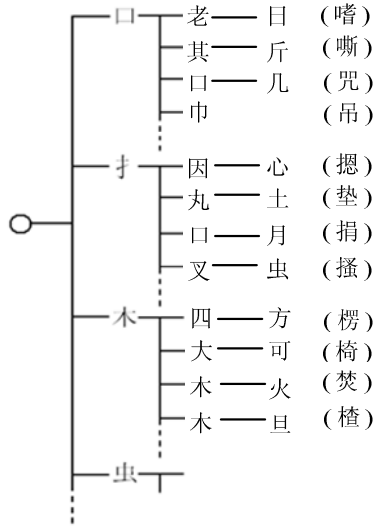 口 老 日 (嗜)
其 斤 (嘶)
口 几 (咒)
巾 (吊)
扌 因 心 (摁)
丸 土 (垫)
口 月 (捐)
叉 虫 (搔)
木 四 方 (楞)
大 可 (椅)
木 火 (焚)
木 旦 (楂)
虫